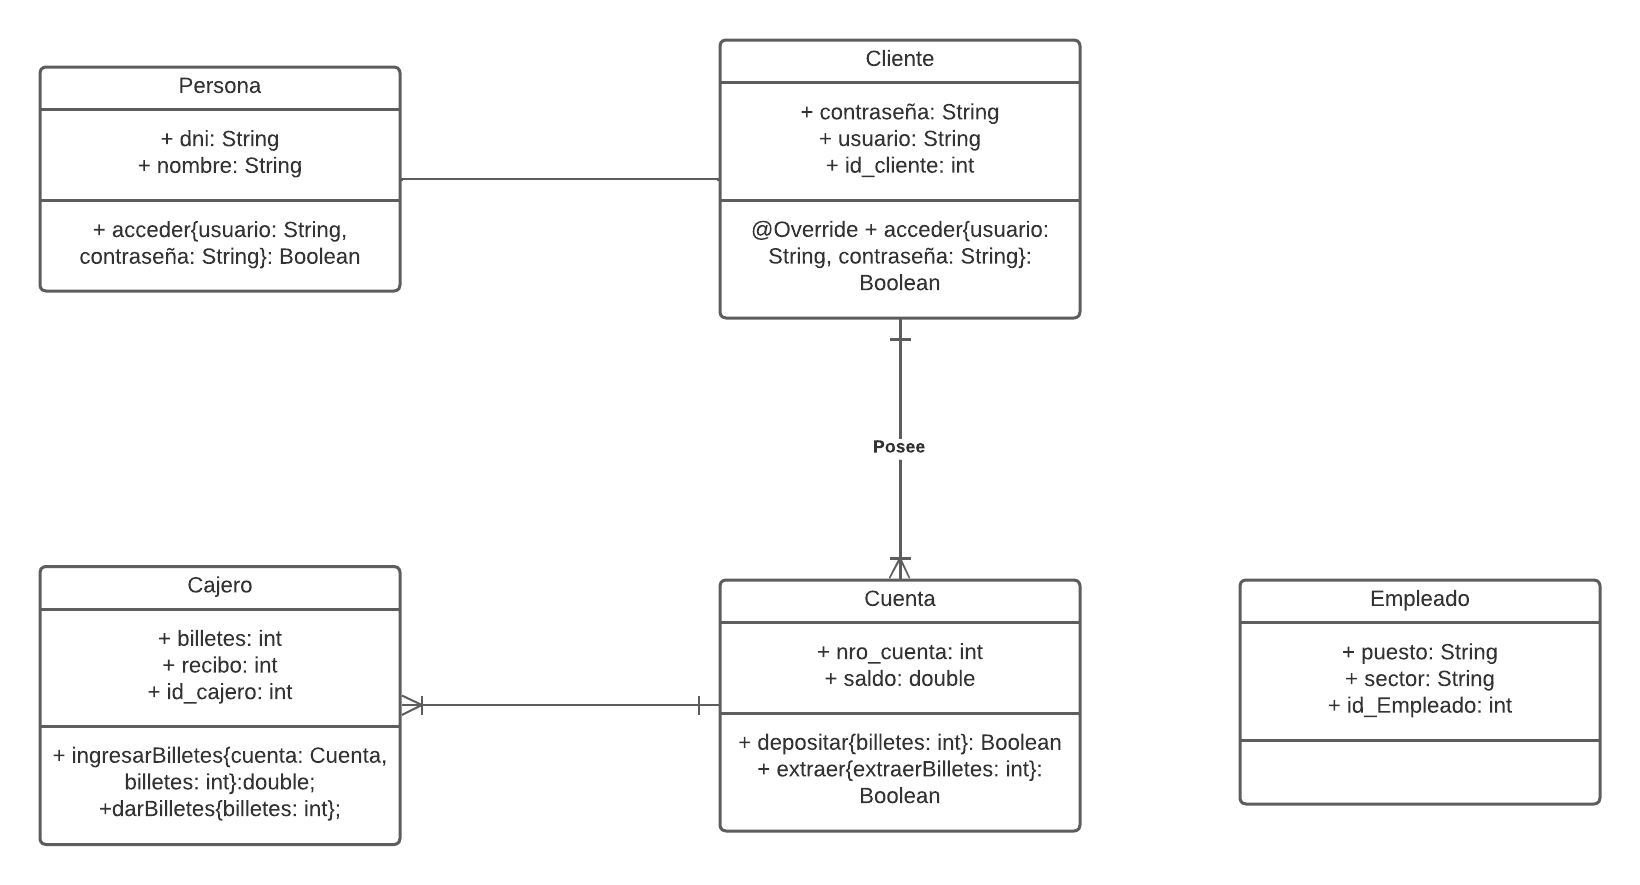 Persona
+ dni: String
+ nombre: String
+ acceder{usuario: String,
contraseña: String}: Boolean
Cliente
+ contraseña: String
+ usuario: String
+ id_cliente: int
@Override + acceder{usuario:
String, contraseña: String}:
Boolean
Posee
Cajero
+ billetes: int
+ recibo: int
+ id_cajero: int
+ ingresarBilletes{cuenta: Cuenta,
billetes: int}:double;
+darBilletes{billetes: int};
Cuenta
+ nro_cuenta: int
+ saldo: double
+ depositar{billetes: int}: Boolean
+ extraer{extraerBilletes: int}:
Boolean
Empleado
+ puesto: String
+ sector: String
+ id_Empleado: int